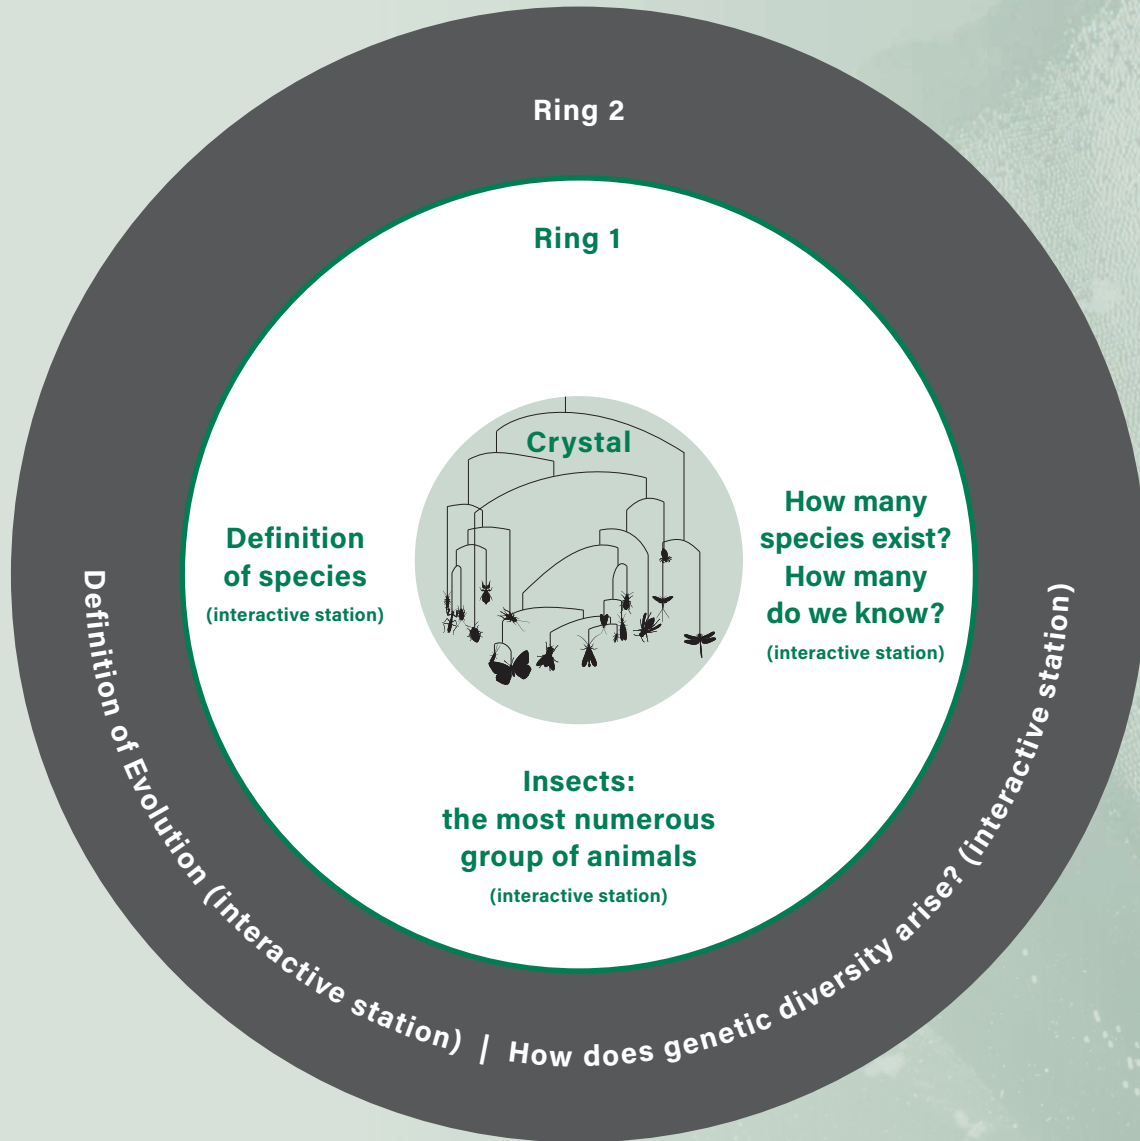 Ring 2
Ring 1
Crystal
Definition
of species
(interactive station)
How many
species exist?
How many
do we know?
(interactive station)
Insects:
the most numerous
group of animals
(interactive station)
Definition of Evolution (interactive station) | How does genetic diversity arise? (interactive station)